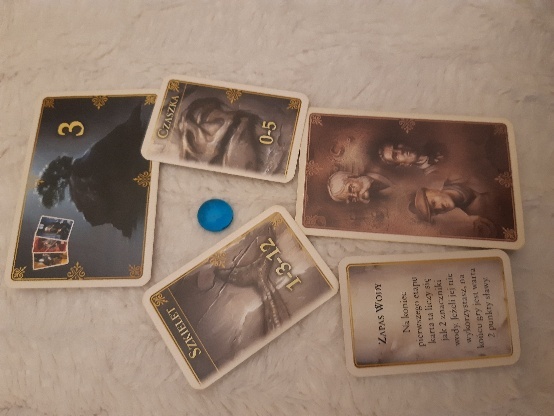 3
CZASZKA
0-5
SZKIELET
13-12
ZAPAS WODY
Na koniec
pierwszego etapu
karta ta liczy się
jak 2 znaczniki
wody. Jeżeli jej nie
wykorzystasz, na
koniec gry jest warta
2 punkty sławy.